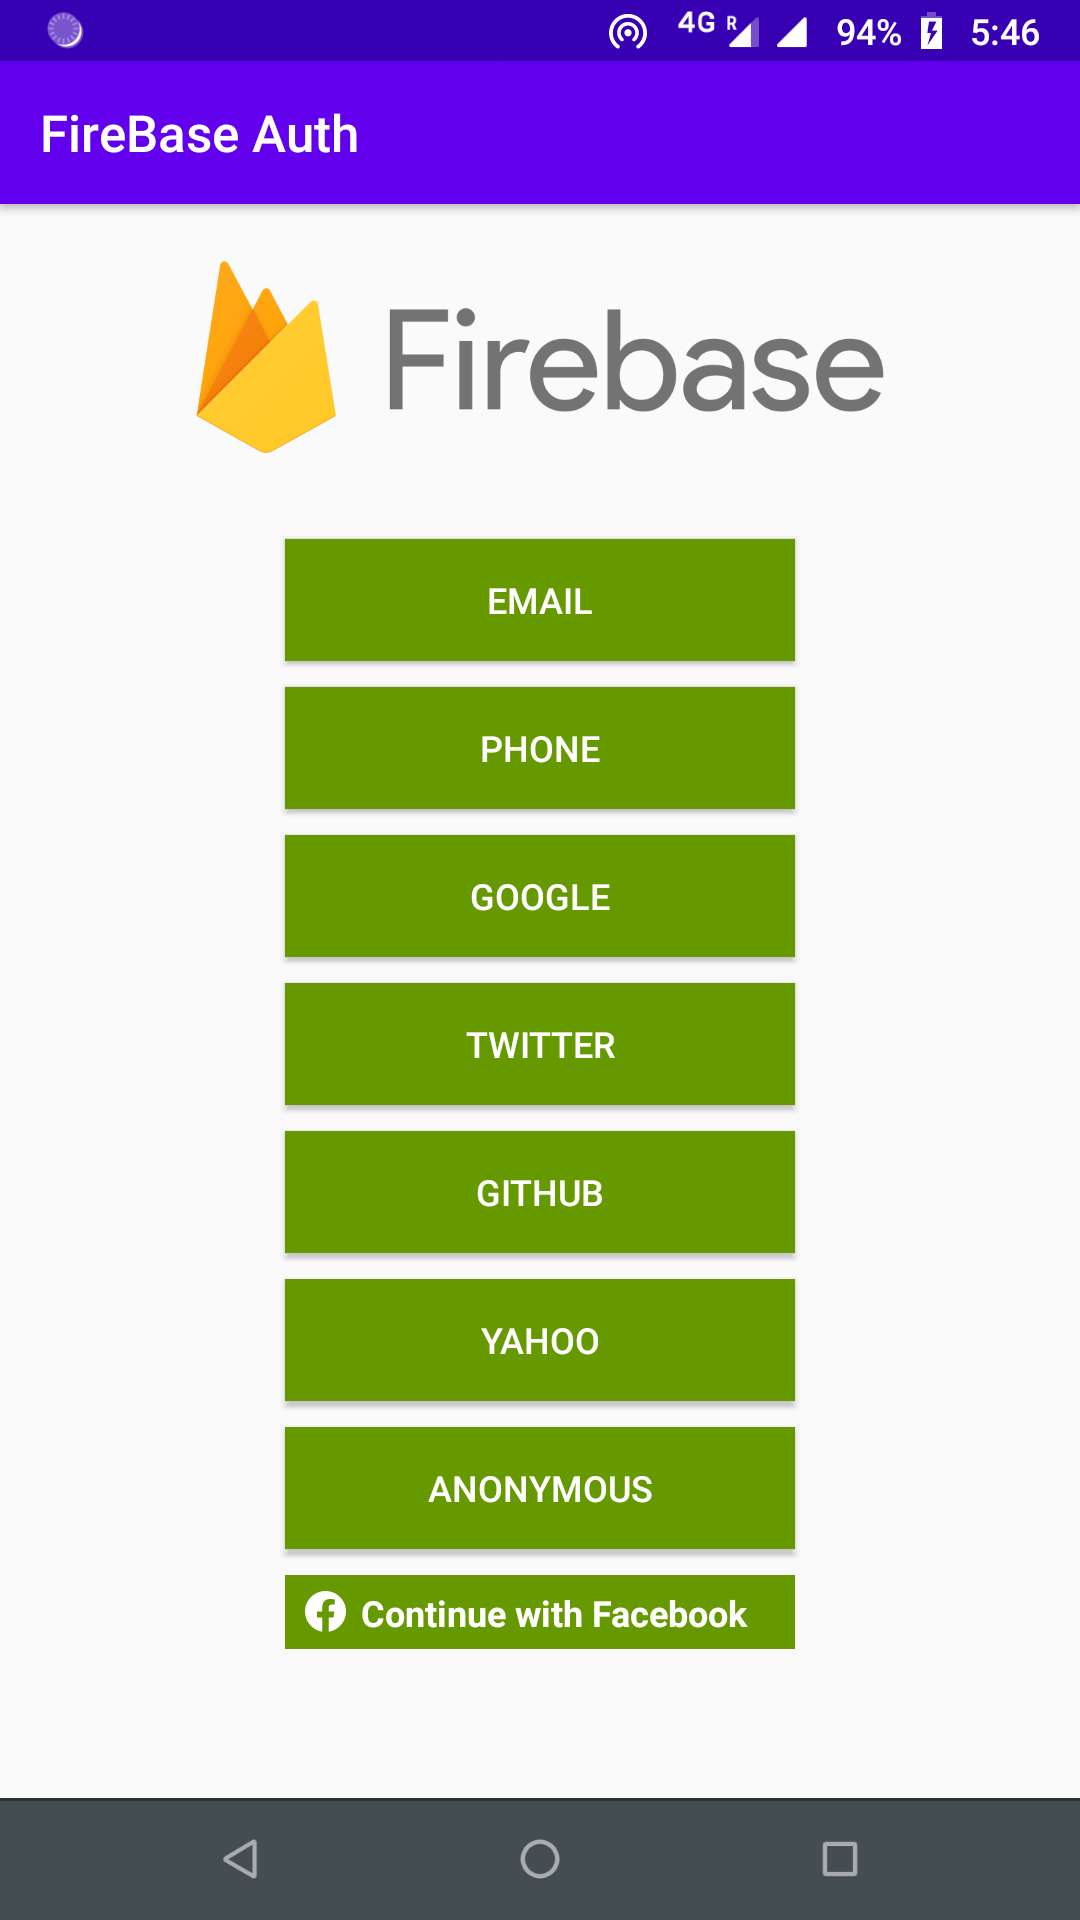 4G R 94% 5:46
FireBase Auth
Firebase
EMAIL
PHONE
GOOGLE
TWITTER
GITHUB
YAHOO
ANONYMOUS
Continue with Facebook